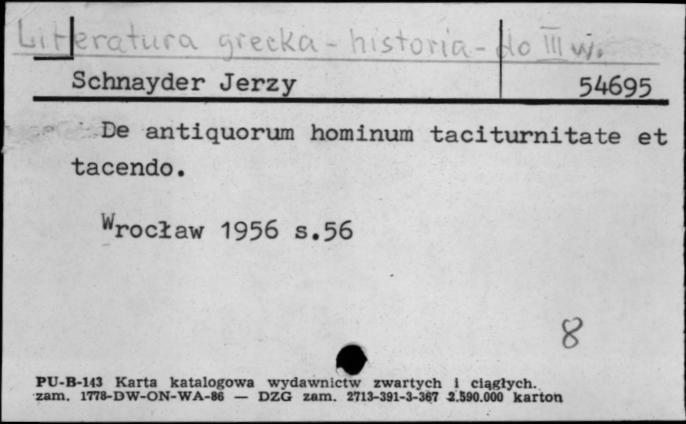 Literatura grecka - historia - do III w.
Schnayder Jerzy 54695
De antiquorum hominum taciturnitate et
tacendo.
Wrocław 1956 s.56
8
PU-B-143 Karta katalogowa wydawnictw zwartych i ciągłych.
zam. 1778-DW-ON-WA-86 — DZG zam. 2713-391-3-367 2.590.000 karton